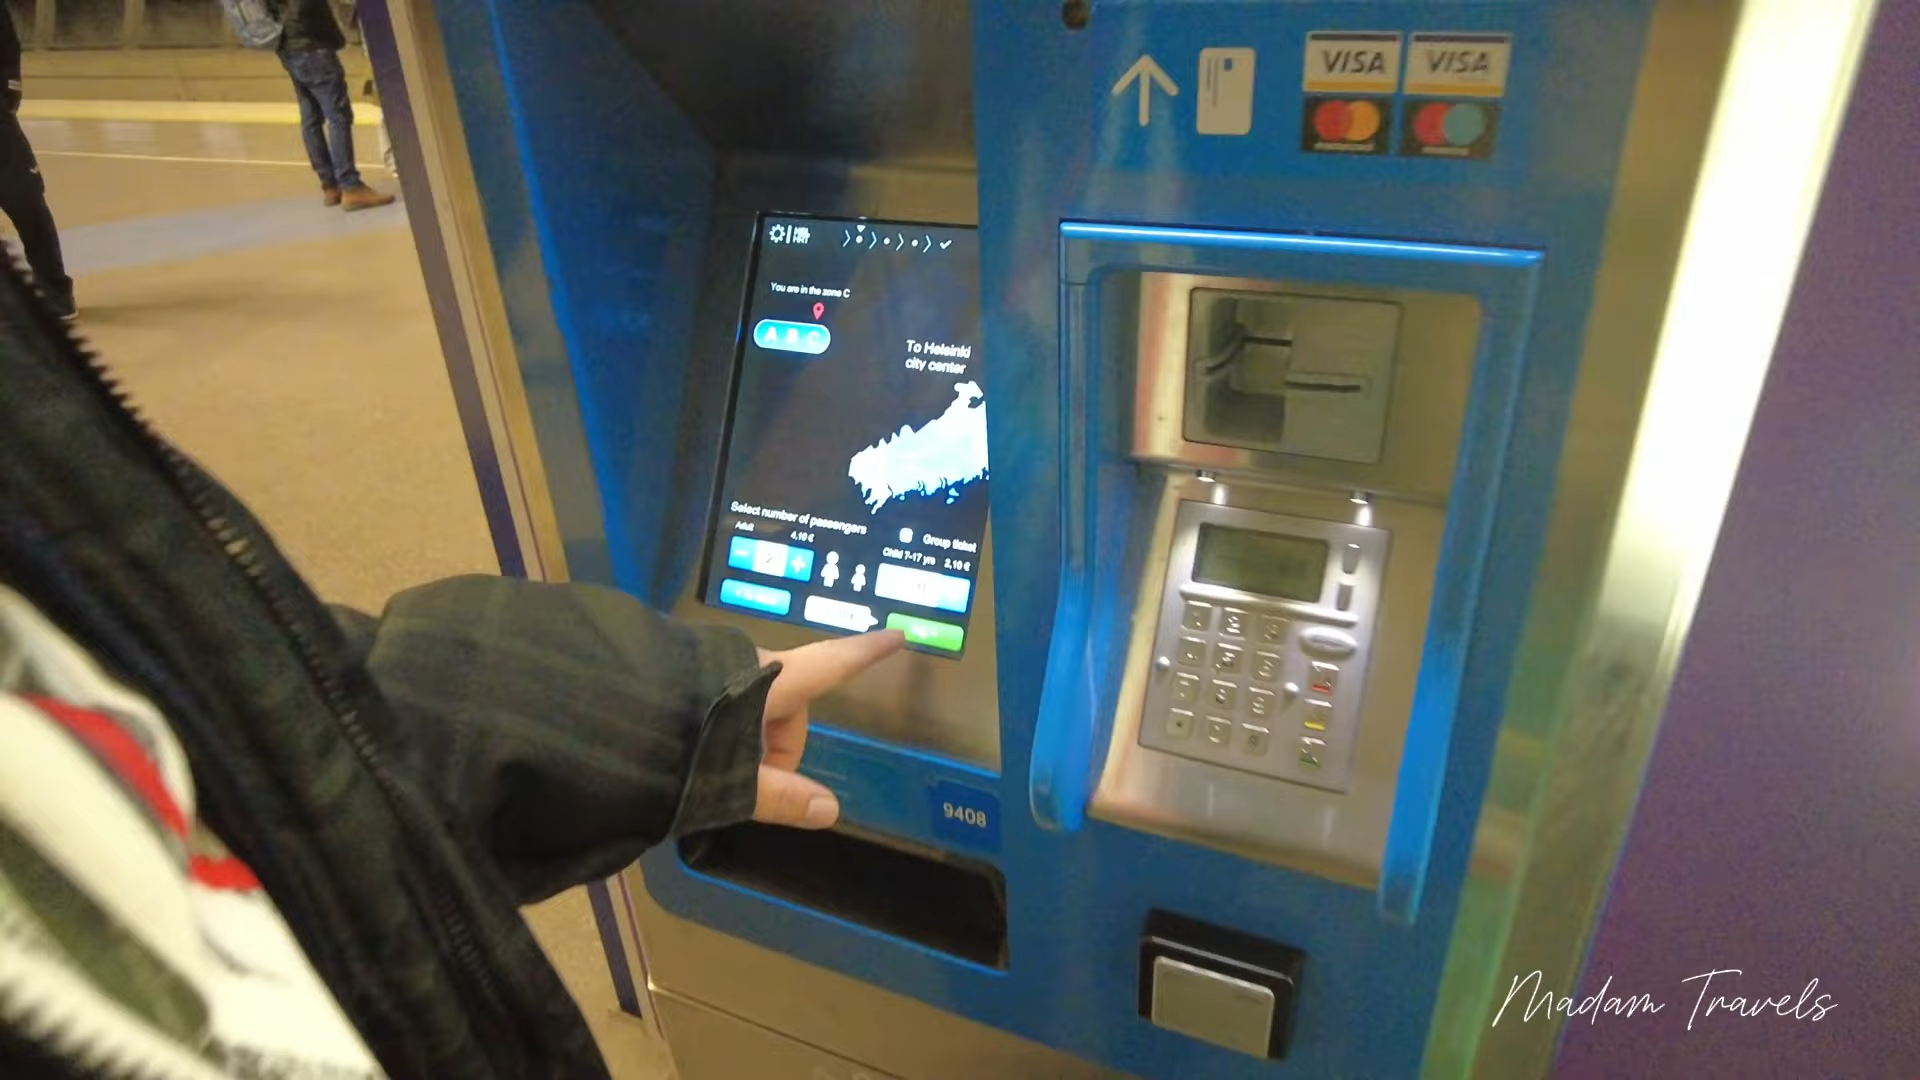 VISA VISA
HSL
HRT
You are in the zone C
A B C
To Helsinki
city center
Select number of passengers
Group ticket
Adult
4,10 €
Child 7-17 yrs 2,10 €
2
9408
Madam Travels